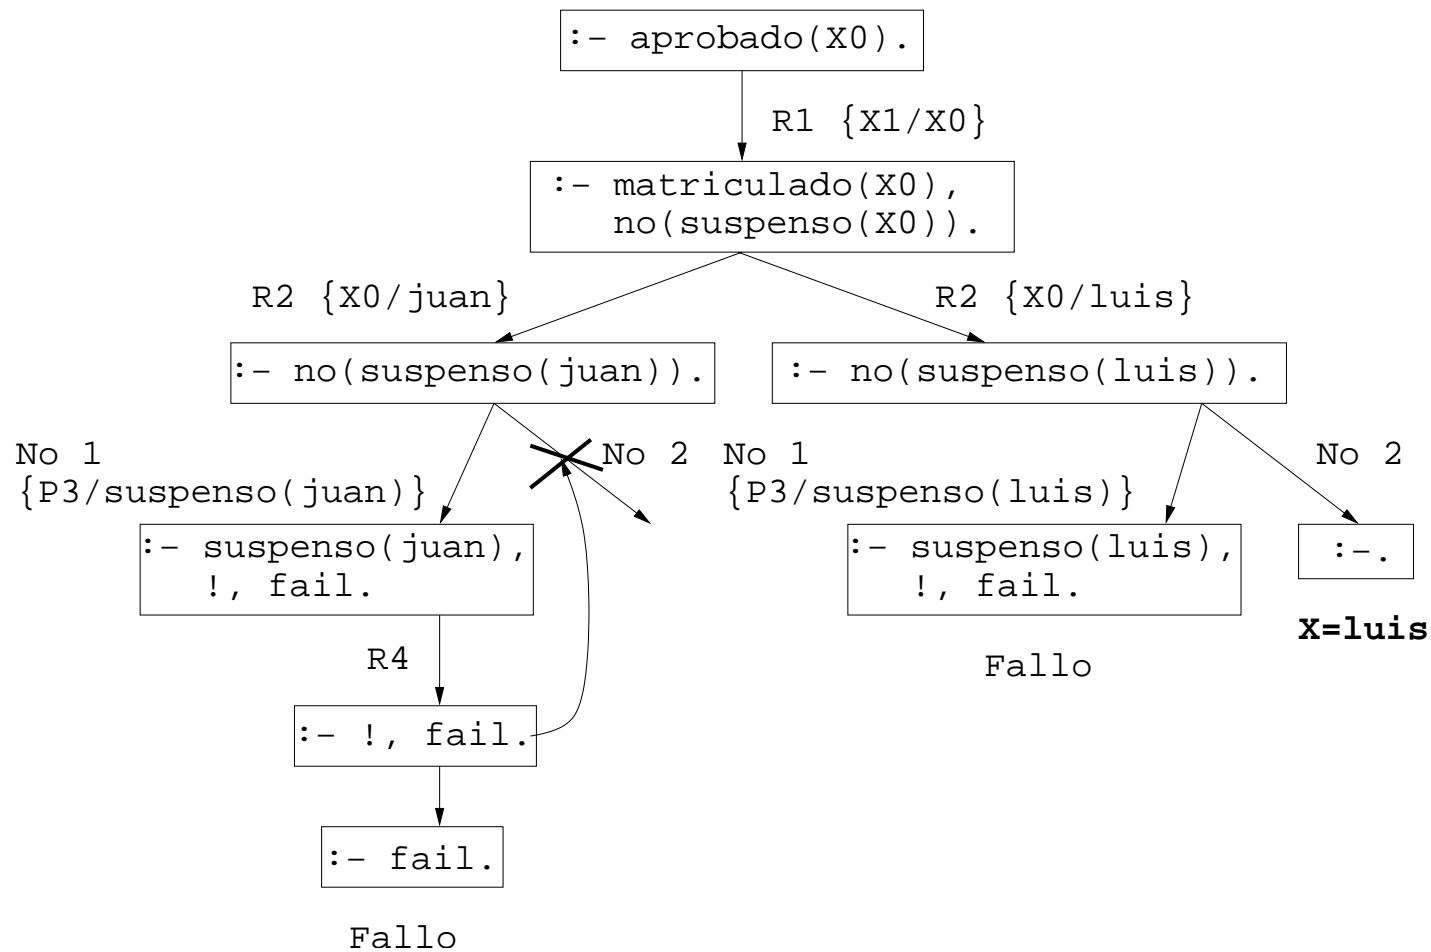 :- aprobado(X0).
R1 {X1/X0}
:- matriculado(X0),
no(suspenso(X0)).
R2 {X0/juan}
R2 {X0/luis}
:- no(suspenso(juan)).
:- no(suspenso(luis)).
No 1
{P3/suspenso(juan)}
No 2
No 1
{P3/suspenso(luis)}
No 2
:- suspenso(juan),
!, fail.
:- suspenso(luis),
!, fail.
:-.
X=luis
Fallo
R4
:- !, fail.
:- fail.
Fallo